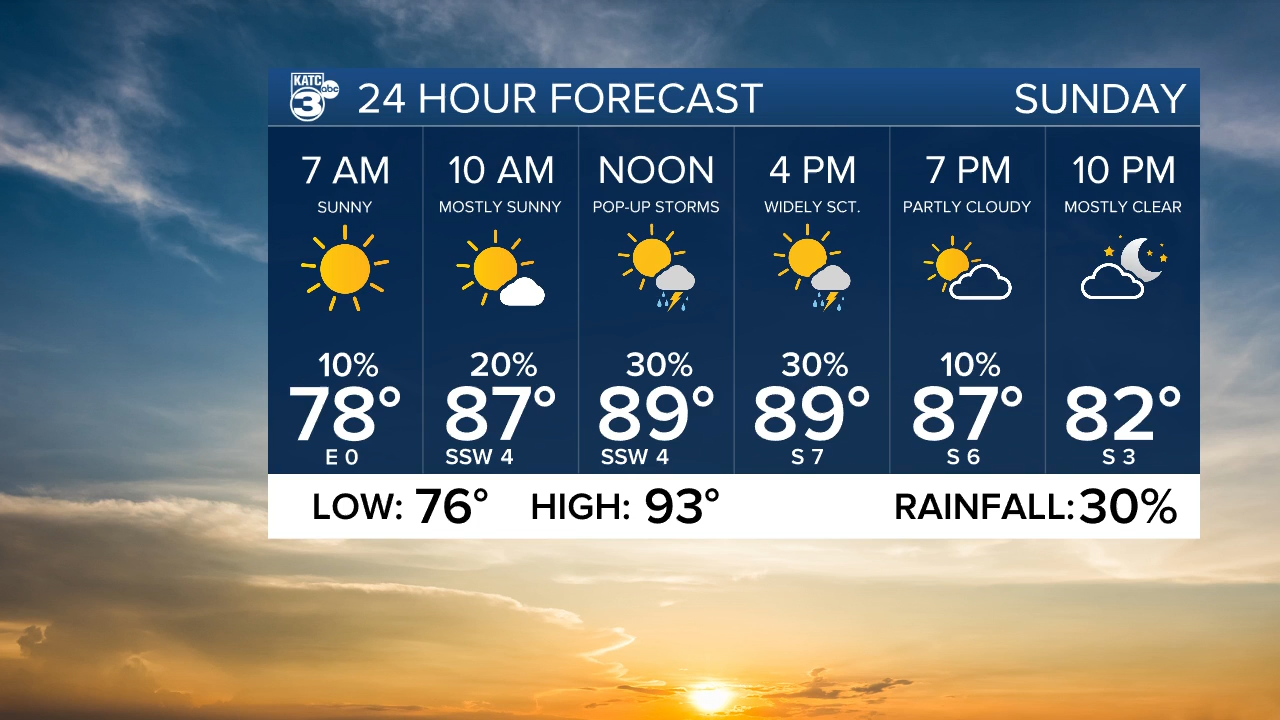 KATC
3
abc
24 HOUR FORECAST SUNDAY
7 AM 10 AM NOON 4 PM 7 PM 10 PM
SUNNY MOSTLY SUNNY POP-UP STORMS WIDELY SCT. PARTLY CLOUDY MOSTLY CLEAR
10% 20% 30% 30% 10%
78° 87° 89° 89° 87° 82°
E 0 SSW 4 SSW 4 S 7 S 6 S 3
LOW: 76° HIGH: 93° RAINFALL: 30%